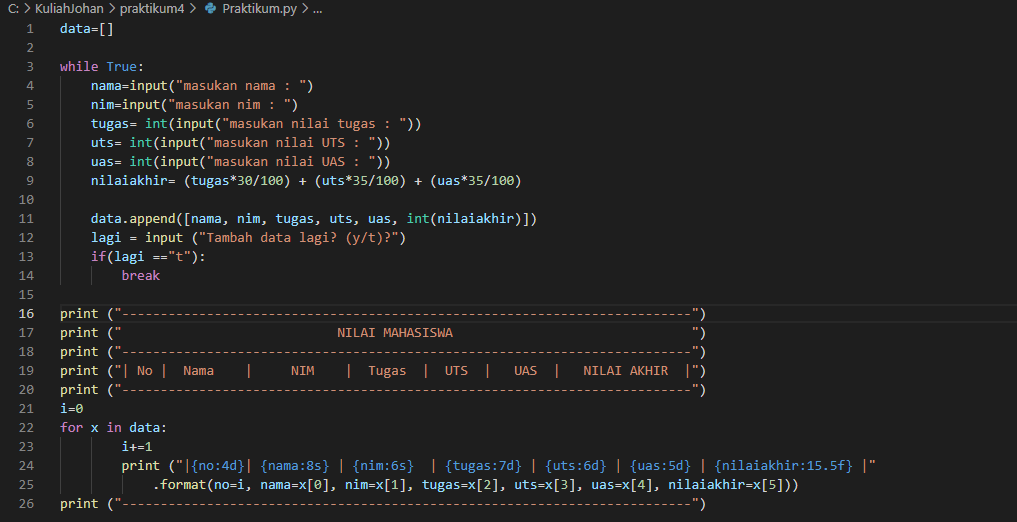 C: > KuliahJohan > praktikum4 > Praktikum.py > ...
1 data=[]
2
3 while True:
4     nama=input("masukan nama : ")
5     nim=input("masukan nim : ")
6     tugas= int(input("masukan nilai tugas : "))
7     uts= int(input("masukan nilai UTS : "))
8     uas= int(input("masukan nilai UAS : "))
9     nilaiakhir= (tugas*30/100) + (uts*35/100) + (uas*35/100)
10
11     data.append([nama, nim, tugas, uts, uas, int(nilaiakhir)])
12     lagi = input ("Tambah data lagi? (y/t)?")
13     if(lagi =="t"):
14         break
15
16 print ("--------------------------------------------------------------------------")
17 print ("                            NILAI MAHASISWA                               ")
18 print ("--------------------------------------------------------------------------")
19 print ("| No |  Nama    |     NIM    |  Tugas  |  UTS  |   UAS  |   NILAI AKHIR  |")
20 print ("--------------------------------------------------------------------------")
21 i=0
22 for x in data:
23         i+=1
24         print ("|{no:4d}| {nama:8s} | {nim:6s}  | {tugas:7d} | {uts:6d} | {uas:5d} | {nilaiakhir:15.5f} |"
25             .format(no=i, nama=x[0], nim=x[1], tugas=x[2], uts=x[3], uas=x[4], nilaiakhir=x[5]))
26 print ("--------------------------------------------------------------------------")